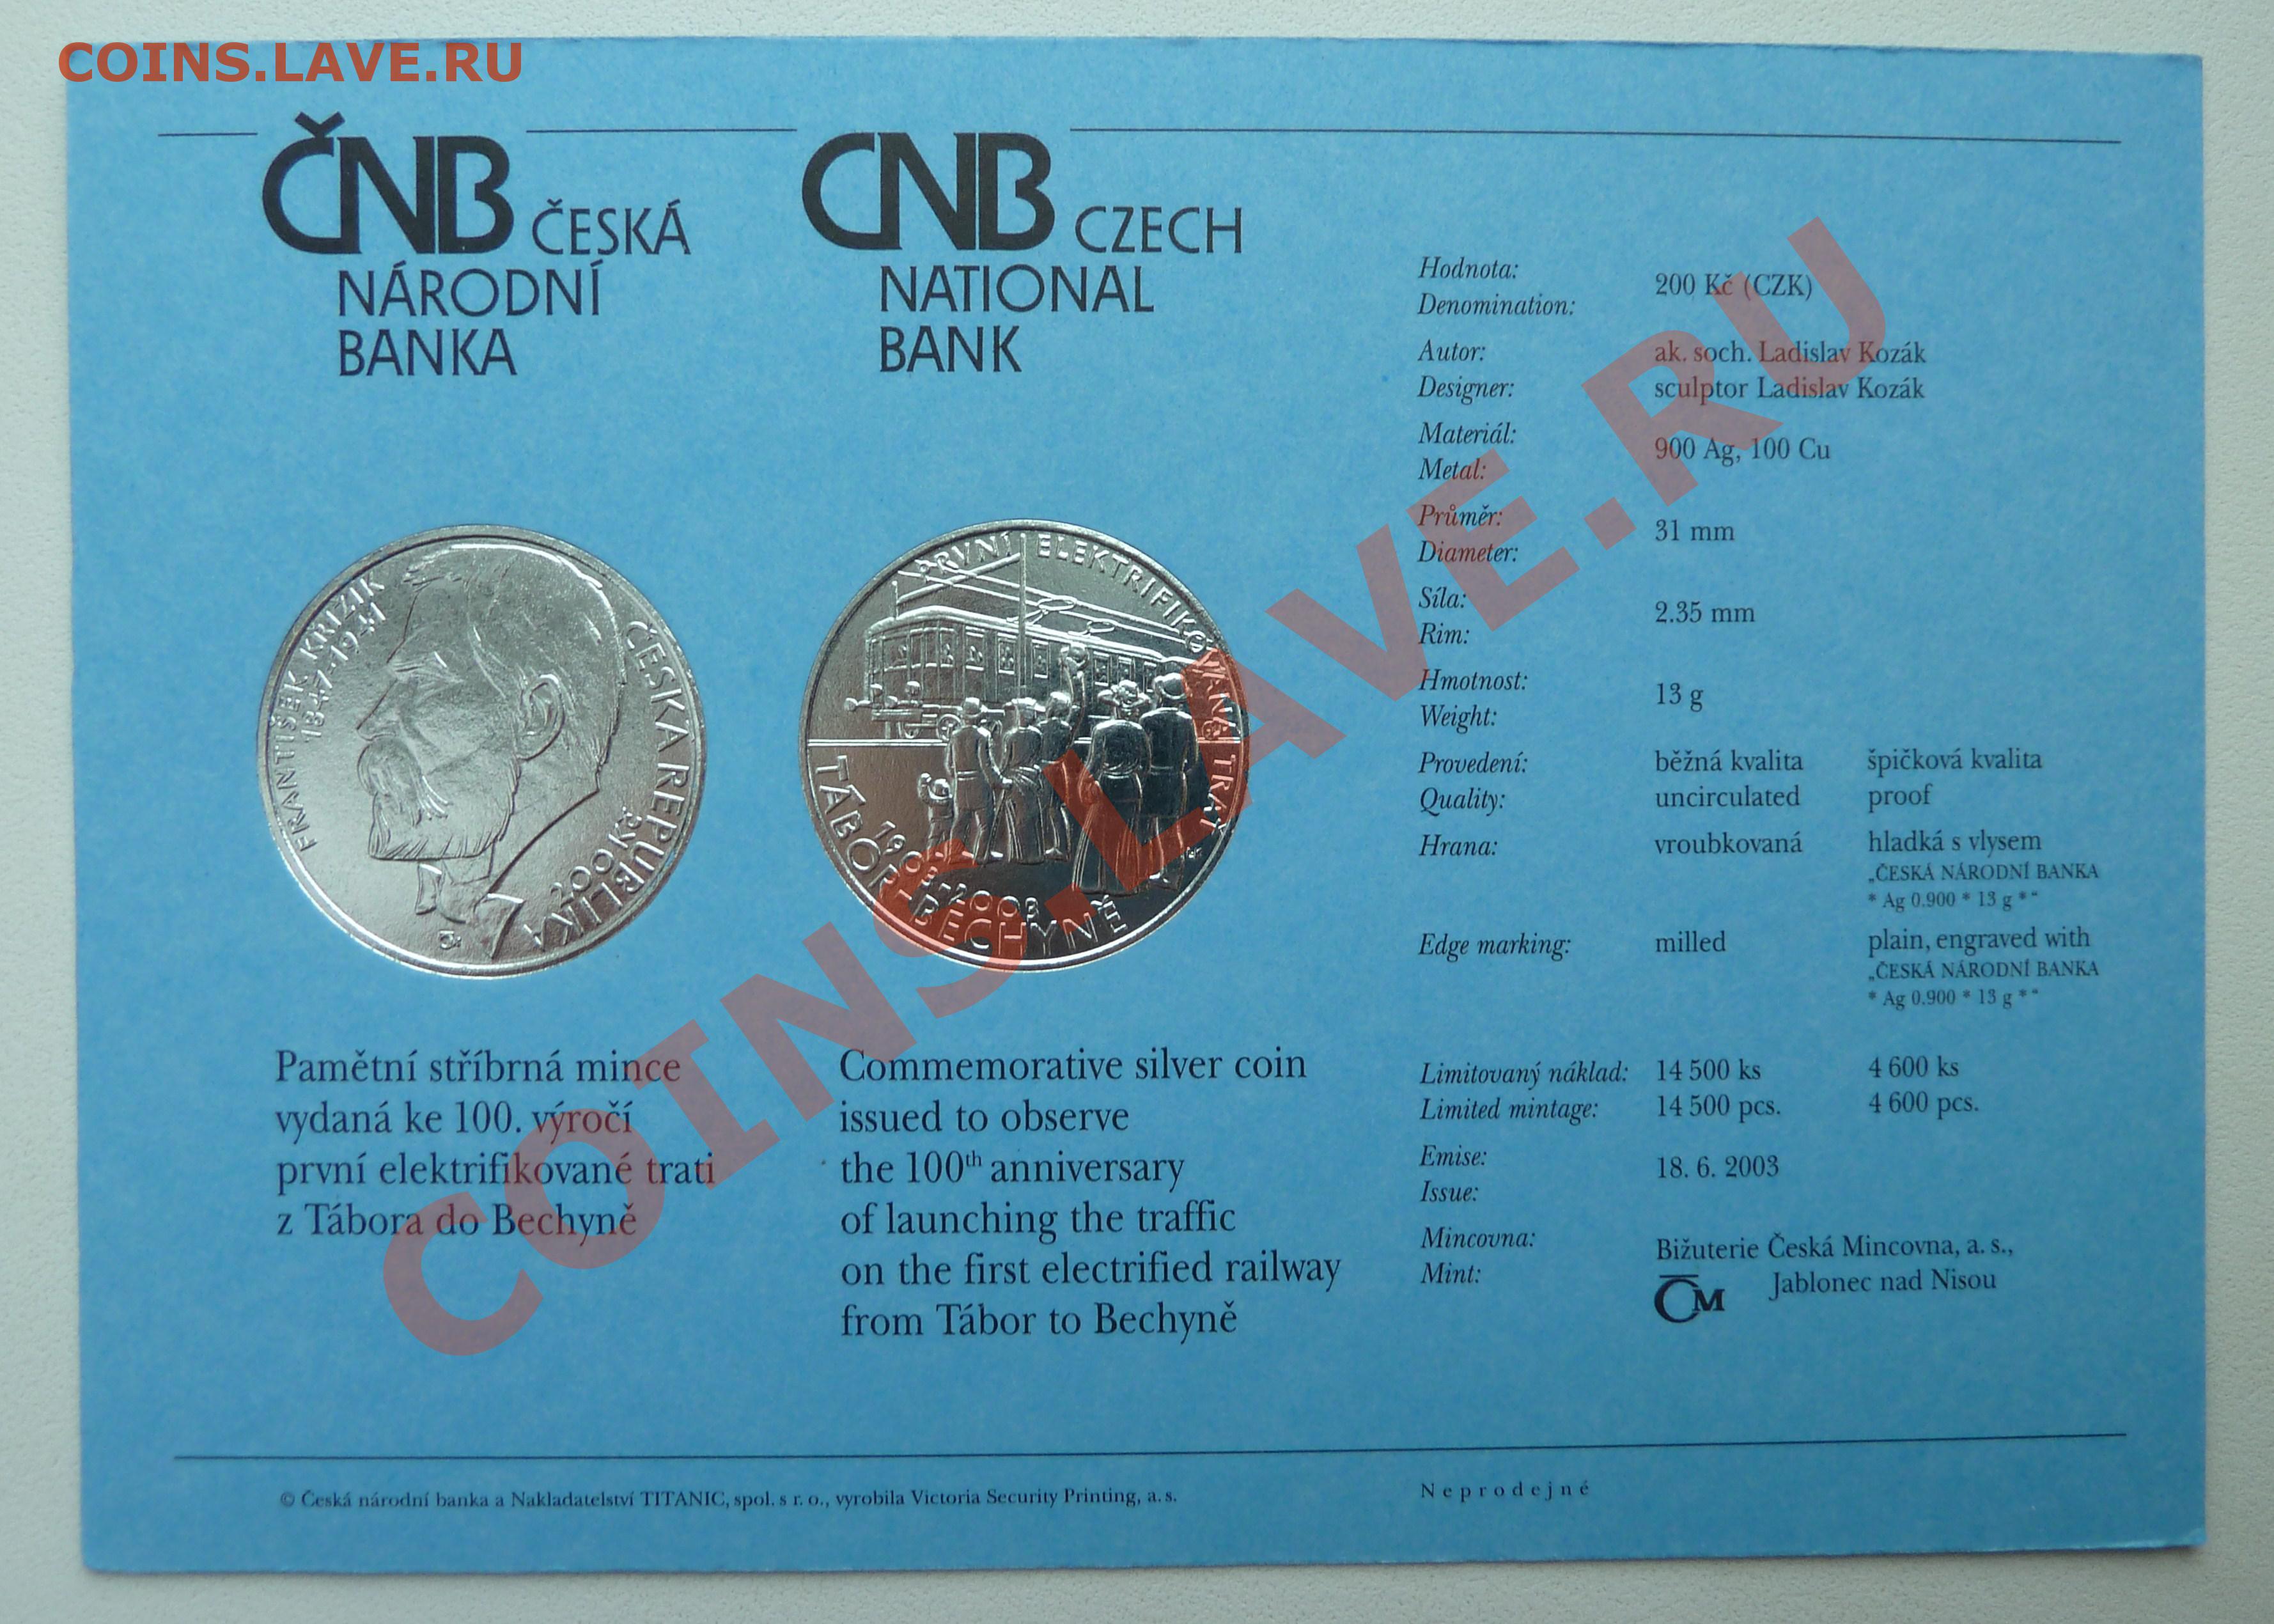 COINS.LAVE.RU
ČNB ČESKÁ
NÁRODNÍ
BANKA
CNB CZECH
NATIONAL
BANK
FRANTIŠEK KŘIŽÍK
1847-1941
ČESKÁ REPUBLIKA
200 Kč
PRVNÍ ELEKTRIFIKOVANÁ TRAŤ
1903-2003
TÁBOR-BECHYNĚ
Pamětní stříbrná mince
vydaná ke 100. výročí
první elektrifikované trati
z Tábora do Bechyně
Commemorative silver coin
issued to observe
the 100th anniversary
of launching the traffic
on the first electrified railway
from Tábor to Bechyně
Hodnota:
Denomination:
200 Kč (CZK)
Autor: ak. soch. Ladislav Kozák
Designer: sculptor Ladislav Kozák
Materiál:
Metal:
900 Ag, 100 Cu
Průměr:
Diameter:
31 mm
Síla:
Rim:
2.35 mm
Hmotnost:
Weight:
13 g
Provedení: běžná kvalita špičková kvalita
Quality: uncirculated proof
Hrana: vroubkovaná hladká s vlysem
„ČESKÁ NÁRODNÍ BANKA
* Ag 0.900 * 13 g *“
Edge marking: milled plain, engraved with
„ČESKÁ NÁRODNÍ BANKA
* Ag 0.900 * 13 g *“
Limitovaný náklad: 14 500 ks 4 600 ks
Limited mintage: 14 500 pcs. 4 600 pcs.
Emise:
Issue:
18. 6. 2003
Mincovna:
Mint:
Bižuterie Česká Mincovna, a. s.,
Jablonec nad Nisou
ČM
© Česká národní banka a Nakladatelství TITANIC, spol. s r. o., vyrobila Victoria Security Printing, a. s.
Neprodejné
COINS.LAVE.RU